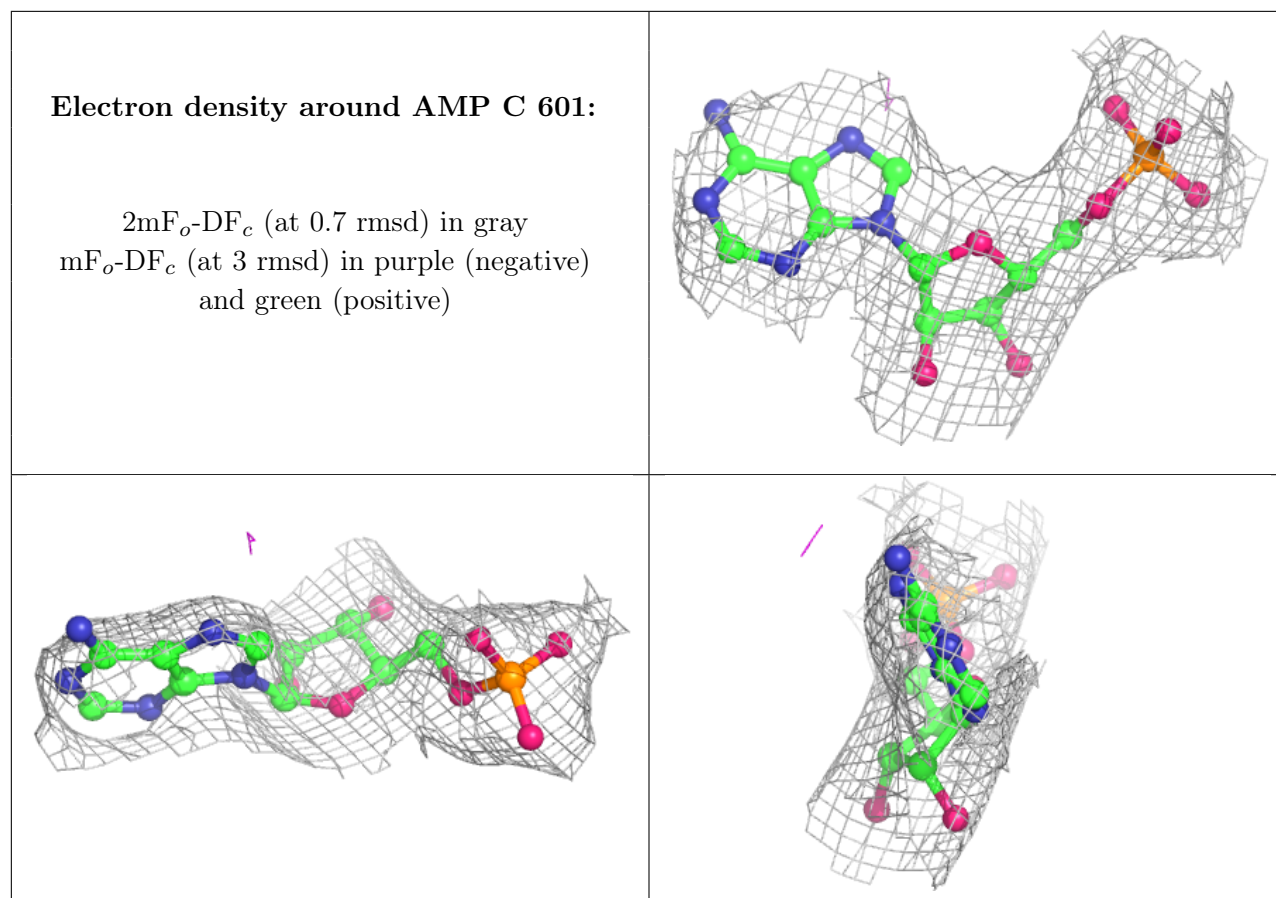 Electron density around AMP C 601:
2mFo-DFc (at 0.7 rmsd) in gray
mFo-DFc (at 3 rmsd) in purple (negative)
and green (positive)